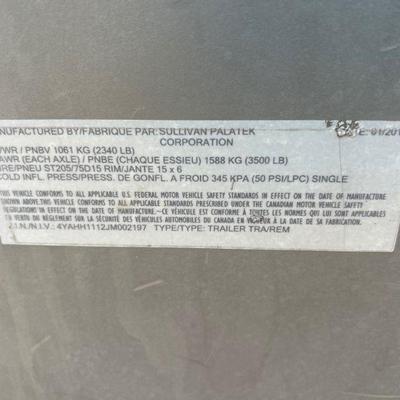 MANUFACTURED BY/FABRIQUE PAR: SULLIVAN PALATEK
CORPORATION DATE: 01/201
VWR / PNBV 1061 KG (2340 LB)
AWR (EACH AXLE) / PNBE (CHAQUE ESSIEU) 1588 KG (3500 LB)
IRE/PNEU ST205/75D15 RIM/JANTE 15 x 6
COLD INFL. PRESS./PRESS. DE GONFL. A FROID 345 KPA (50 PSI/LPC) SINGLE
THIS VEHICLE CONFORMS TO ALL APPLICABLE U.S. FEDERAL MOTOR VEHICLE SAFETY STANDARDS IN EFFECT ON THE DATE OF MANUFACTURE
SHOWN ABOVE. THIS VEHICLE CONFORMS TO ALL APPLICABLE STANDARDS PRESCRIBED UNDER THE CANADIAN MOTOR VEHICLE SAFETY
REGULATIONS IN EFFECT ON THE DATE OF MANUFACTURE. / CE VEHICULE EST CONFORME A TOUTES LES NORMES QUI LUI SONT APPLICABLES EN
VERTU DU REGLEMENT SUR LA SECURITE DES VEHICULES AUTOMOBILES DU CANADA EN VIGUEUR A LA DATE DE SA FABRICATION.
V.I.N./N.I.V.: 4YAHH1112JM002197 TYPE/TYPE: TRAILER TRA/REM